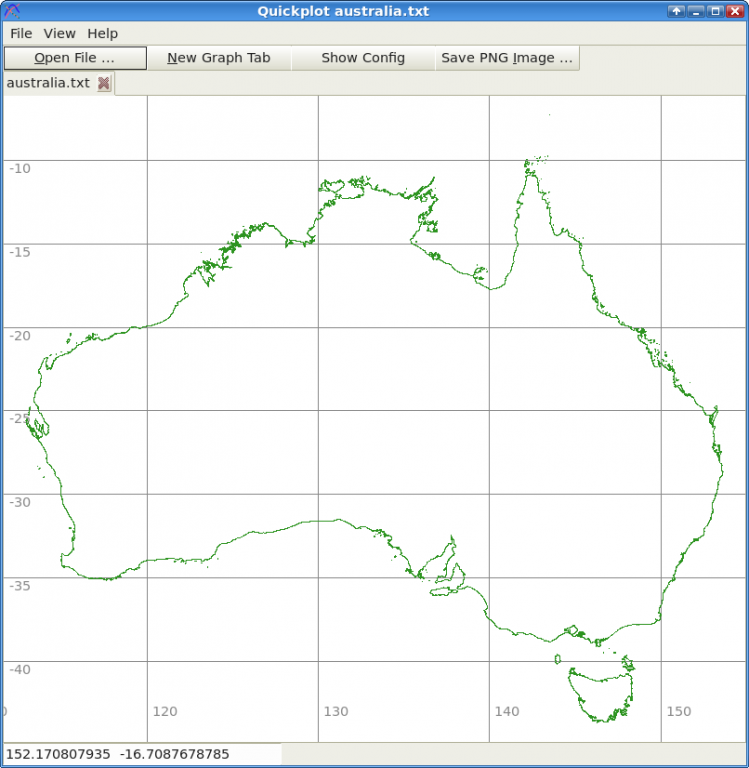 Quickplot australia.txt
File View Help
Open File ... New Graph Tab Show Config Save PNG Image ...
australia.txt
-10
-15
-20
-25
-30
-35
-40
0 120 130 140 150
152.170807935 -16.7087678785